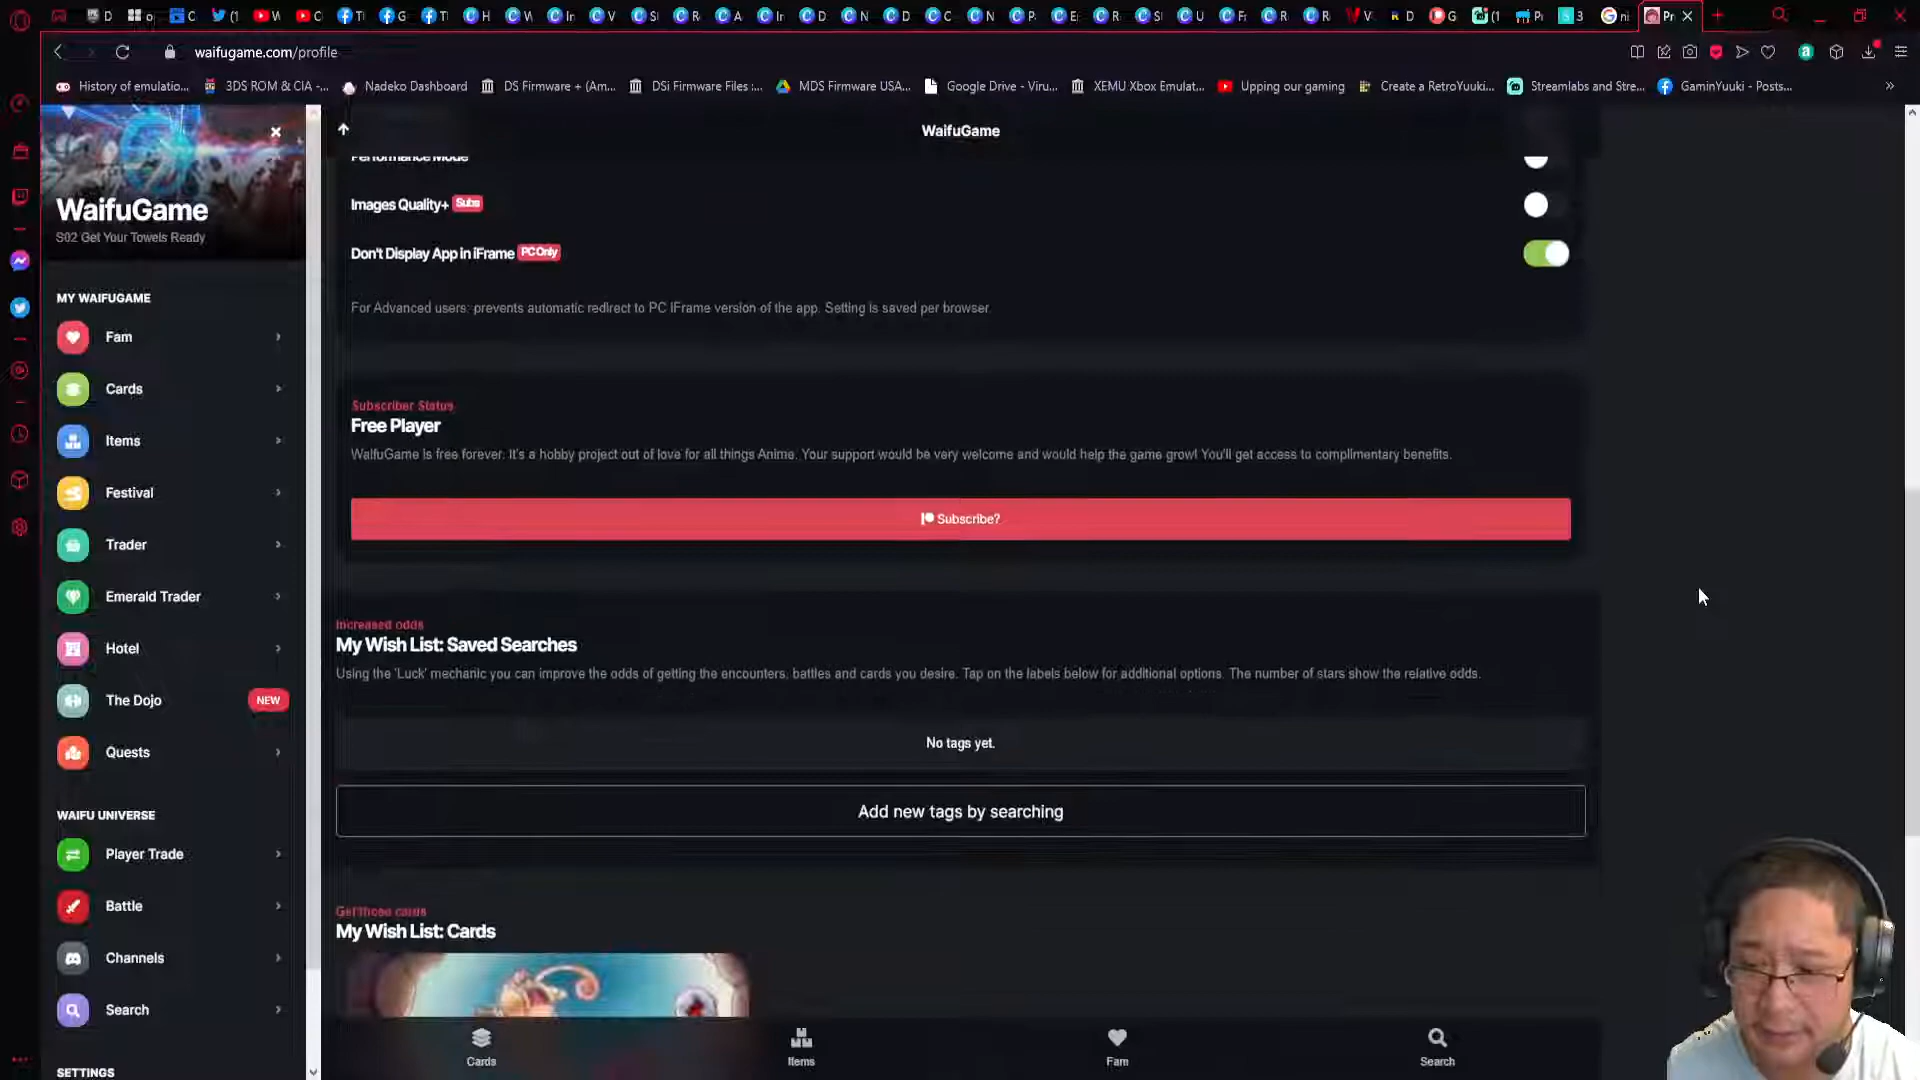 waifugame.com/profile
History of emulatio...
3DS ROM & CIA -...
Nadeko Dashboard
DS Firmware + (Am...
DSi Firmware Files :...
MDS Firmware USA...
Google Drive - Viru...
XEMU Xbox Emulat...
Upping our gaming
Create a RetroYuuki...
Streamlabs and Stre...
GaminYuuki - Posts...
WaifuGame
S02 Get Your Towels Ready
MY WAIFUGAME
Fam
Cards
Items
Festival
Trader
Emerald Trader
Hotel
The Dojo NEW
Quests
WAIFU UNIVERSE
Player Trade
Battle
Channels
Search
SETTINGS
WaifuGame
Performance Mode
Images Quality+ Subs
Don't Display App in iFrame PC Only
For Advanced users: prevents automatic redirect to PC iFrame version of the app. Setting is saved per browser.
Subscriber Status
Free Player
WaifuGame is free forever. It's a hobby project out of love for all things Anime. Your support would be very welcome and would help the game grow! You'll get access to complimentary benefits.
Subscribe?
Increased odds
My Wish List: Saved Searches
Using the 'Luck' mechanic you can improve the odds of getting the encounters, battles and cards you desire. Tap on the labels below for additional options. The number of stars show the relative odds.
No tags yet.
Add new tags by searching
Get those cards
My Wish List: Cards
Cards
Items
Fam
Search